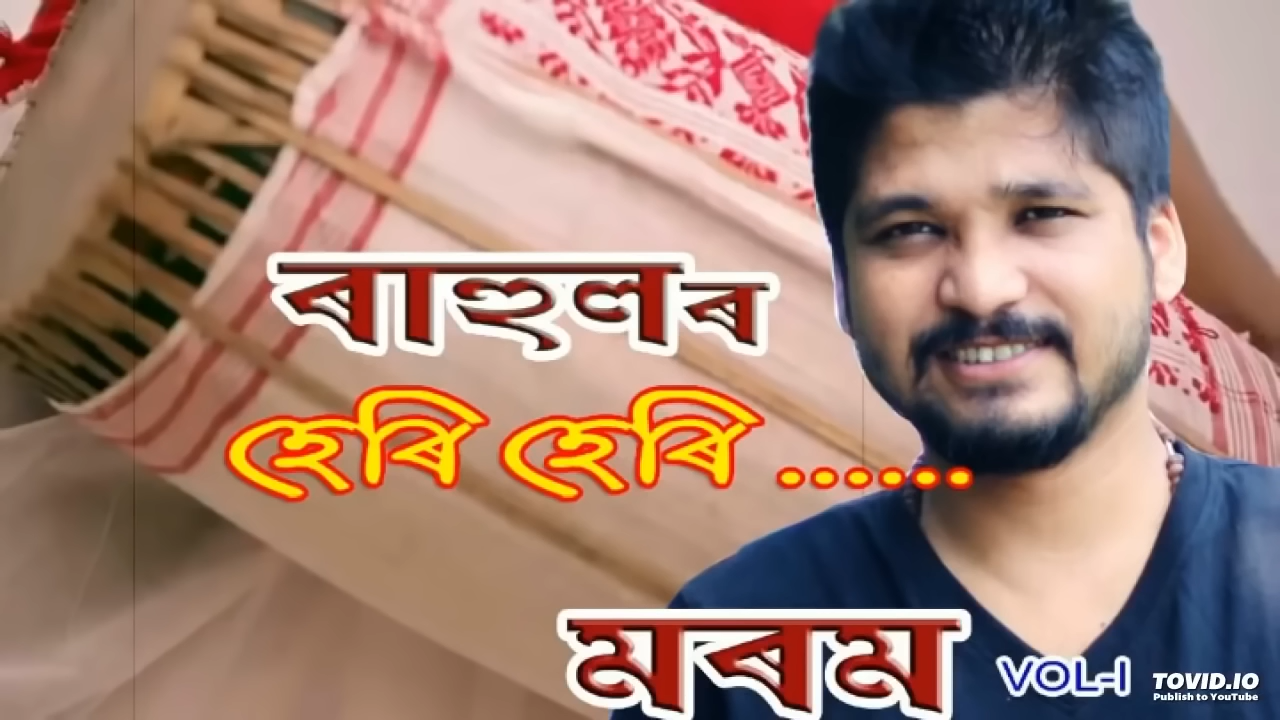 ৰাহুলৰ
হেৰি হেৰি ......
মৰম
VOL-I
TOVID.IO
Publish to YouTube